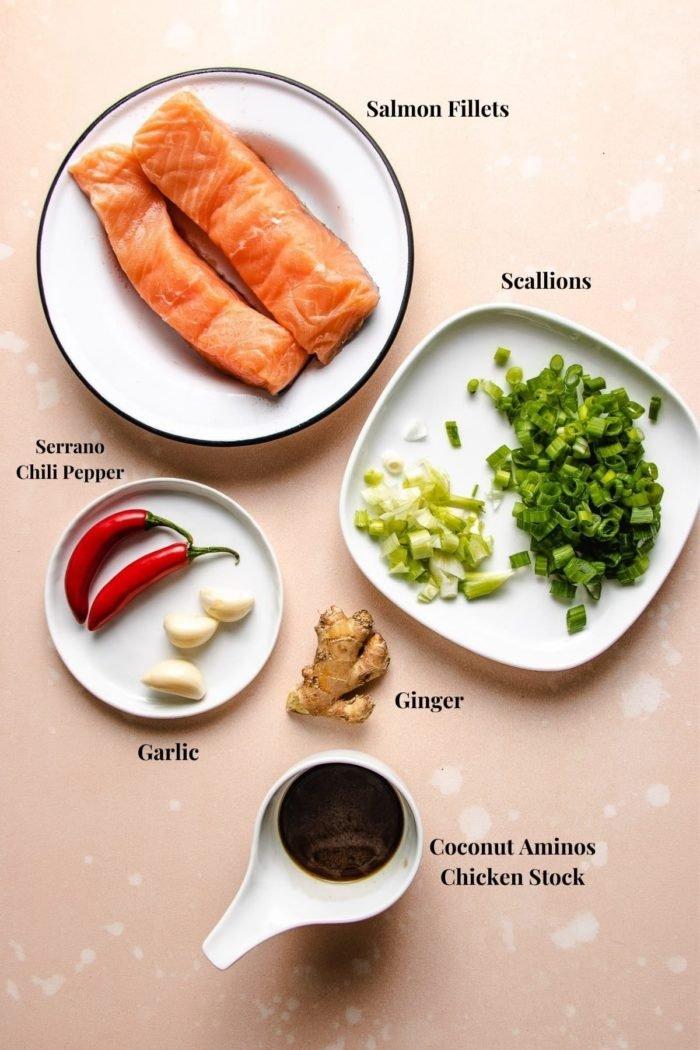 Salmon Fillets
Scallions
Serrano
Chili Pepper
Ginger
Garlic
Coconut Aminos
Chicken Stock